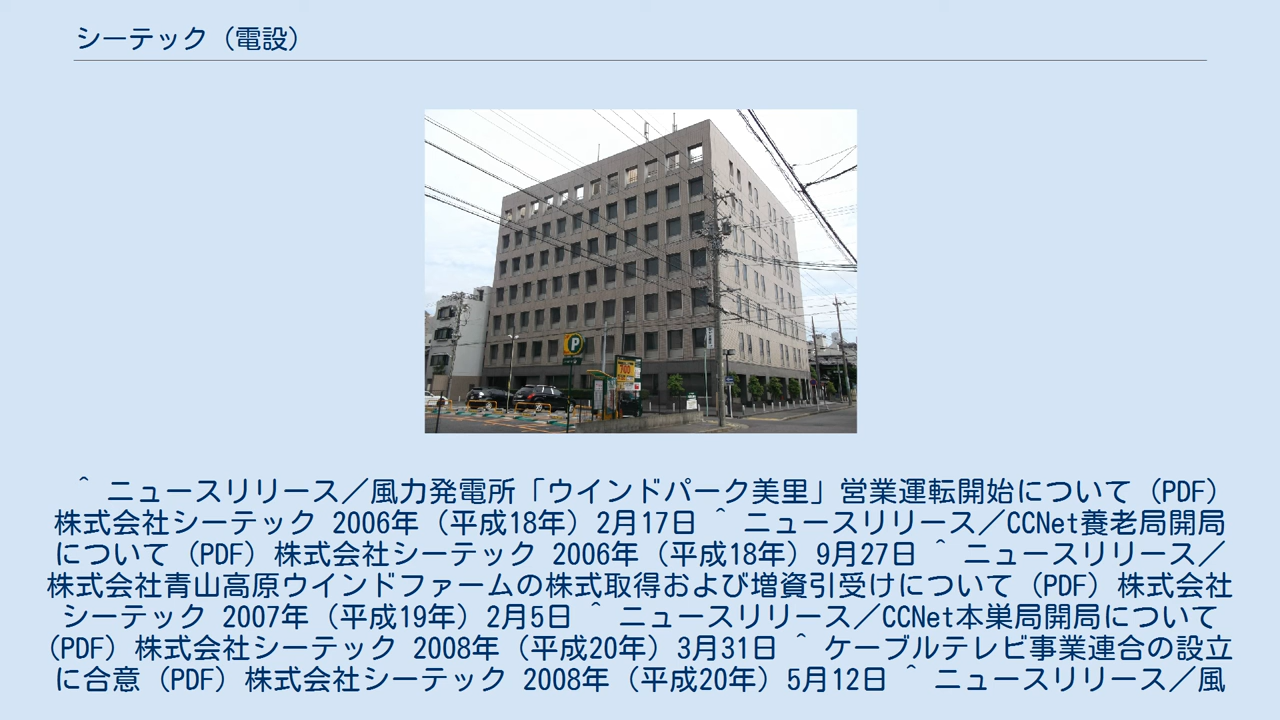 シーテック（電設）
P
700
^ ニュースリリース／風力発電所「ウインドパーク美里」営業運転開始について（PDF）
株式会社シーテック 2006年（平成18年）2月17日 ^ ニュースリリース／CCNet養老局開局
について（PDF）株式会社シーテック 2006年（平成18年）9月27日 ^ ニュースリリース／
株式会社青山高原ウインドファームの株式取得および増資引受けについて（PDF）株式会社
シーテック 2007年（平成19年）2月5日 ^ ニュースリリース／CCNet本巣局開局について
（PDF）株式会社シーテック 2008年（平成20年）3月31日 ^ ケーブルテレビ事業連合の設立
に合意（PDF）株式会社シーテック 2008年（平成20年）5月12日 ^ ニュースリリース／風